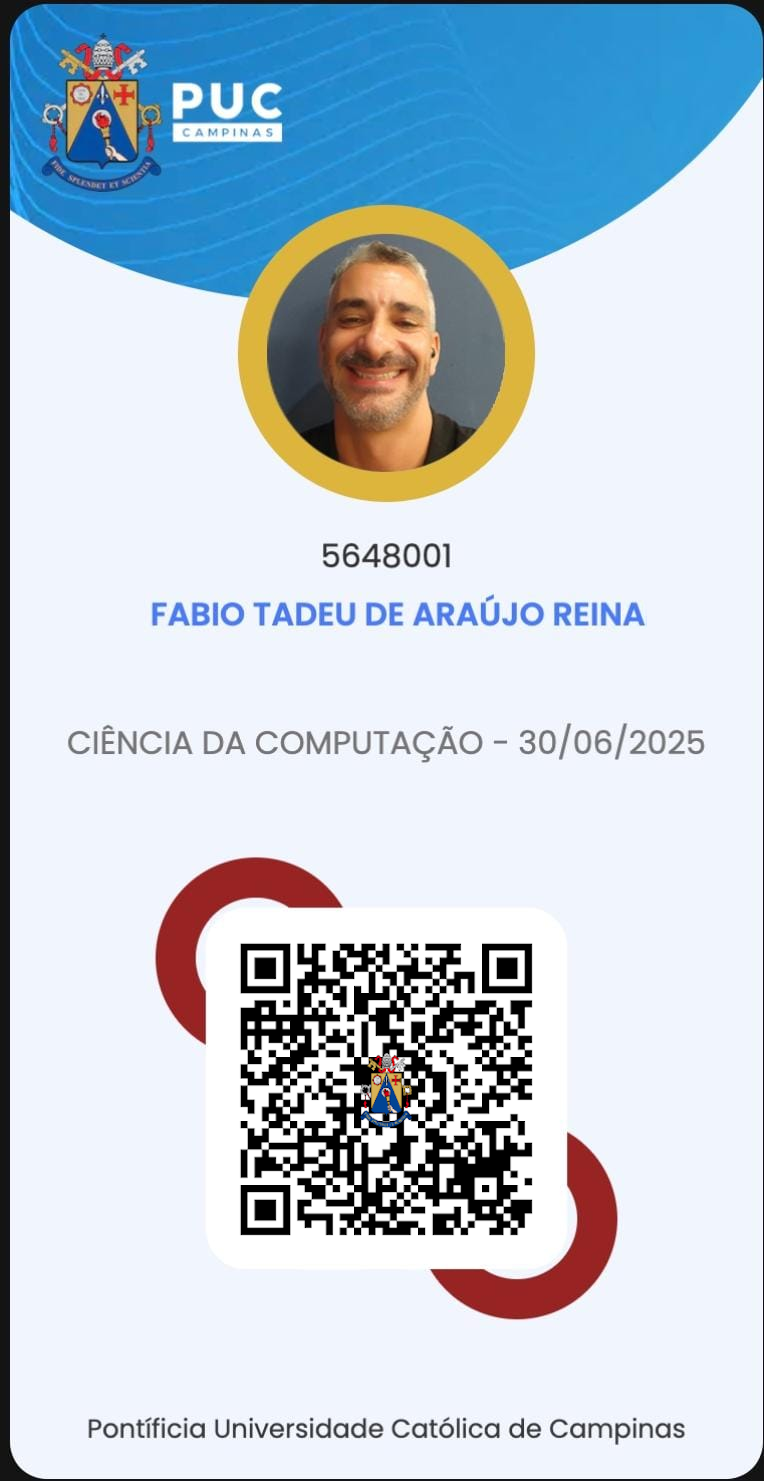 PUC
CAMPINAS
FIDE SPLENDET ET SCIENTIA
5648001
FABIO TADEU DE ARAÚJO REINA
CIÊNCIA DA COMPUTAÇÃO - 30/06/2025
Pontíficia Universidade Católica de Campinas